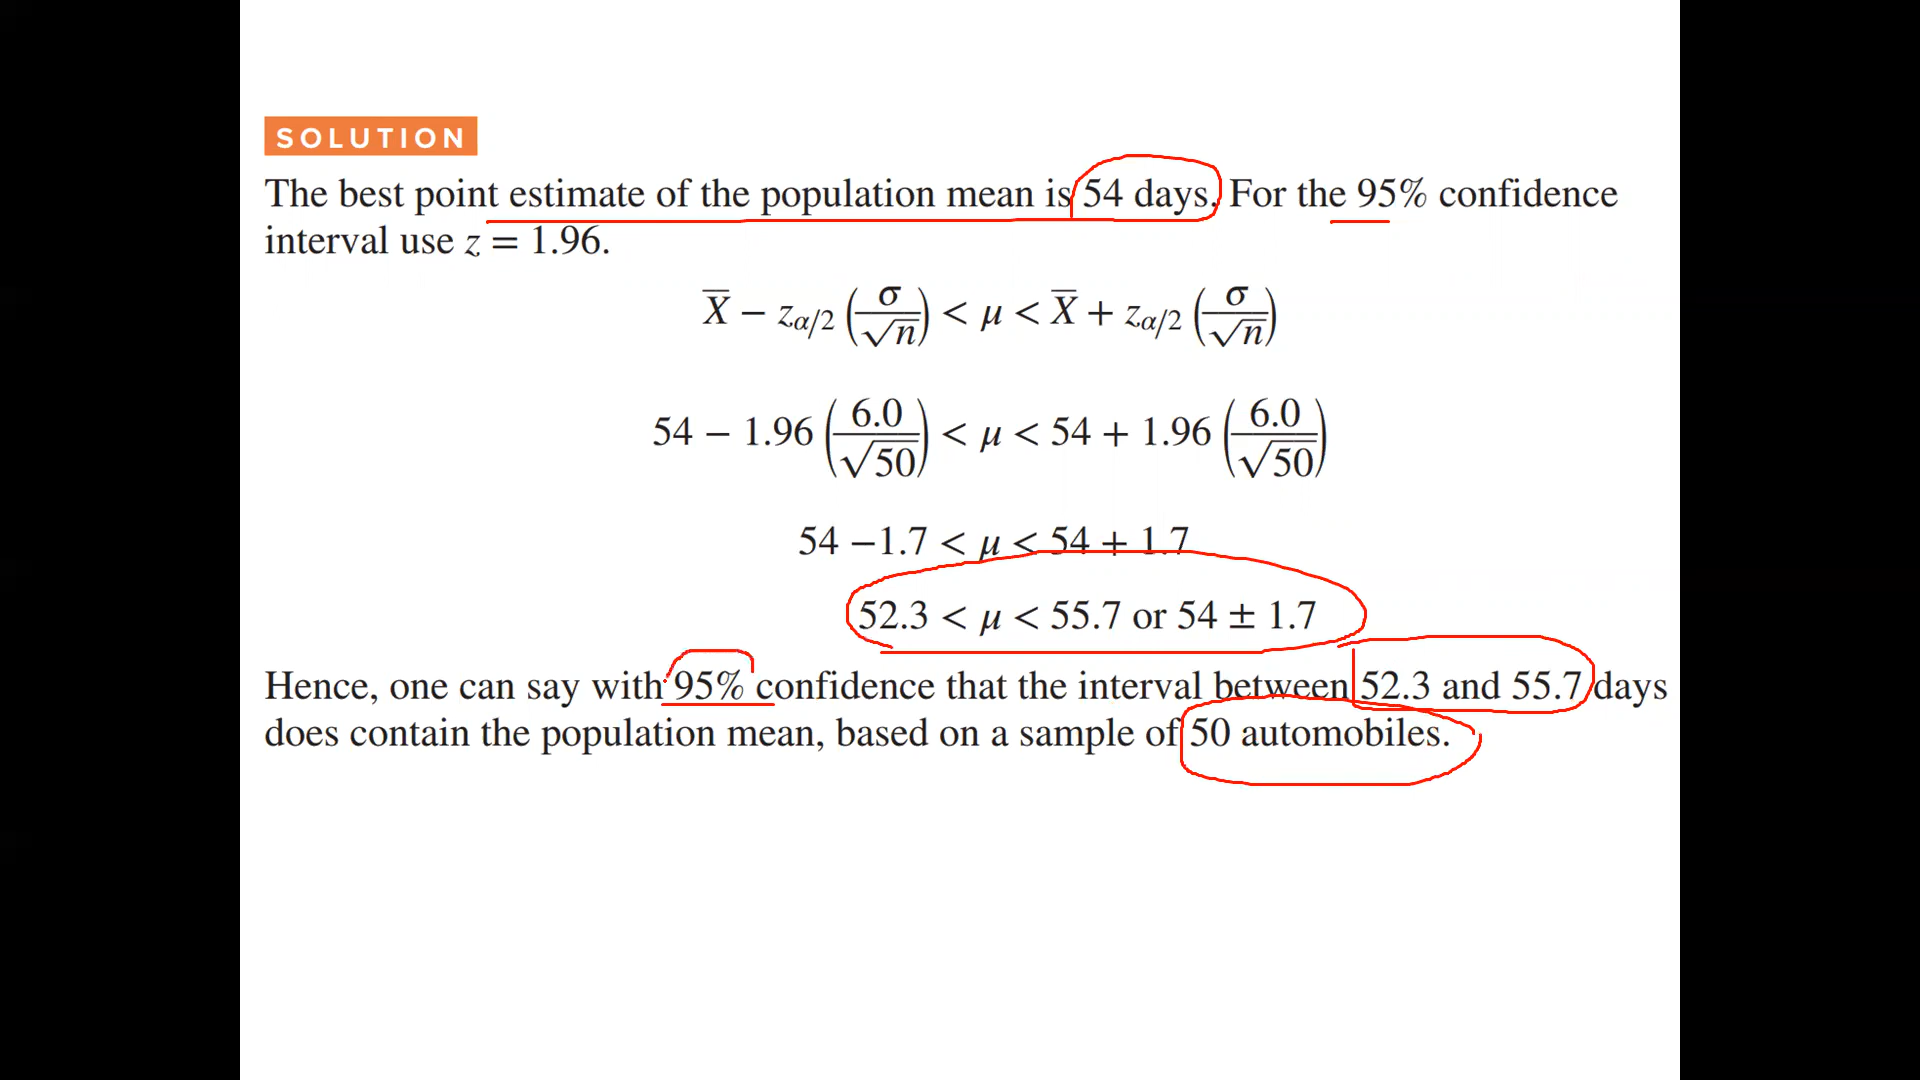 SOLUTION
The best point estimate of the population mean is 54 days. For the 95% confidence
interval use z = 1.96.
X̅ − z_{α/2} (σ/√n) < μ < X̅ + z_{α/2} (σ/√n)
54 − 1.96 (6.0/√50) < μ < 54 + 1.96 (6.0/√50)
54 −1.7 < μ < 54 + 1.7
52.3 < μ < 55.7 or 54 ± 1.7
Hence, one can say with 95% confidence that the interval between 52.3 and 55.7 days
does contain the population mean, based on a sample of 50 automobiles.